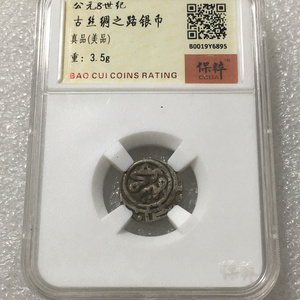 公元8世纪
古丝绸之路银币
真品(美品)
重: 3.5g
BAO CUI COINS RATING
B0019Y6895
保粹